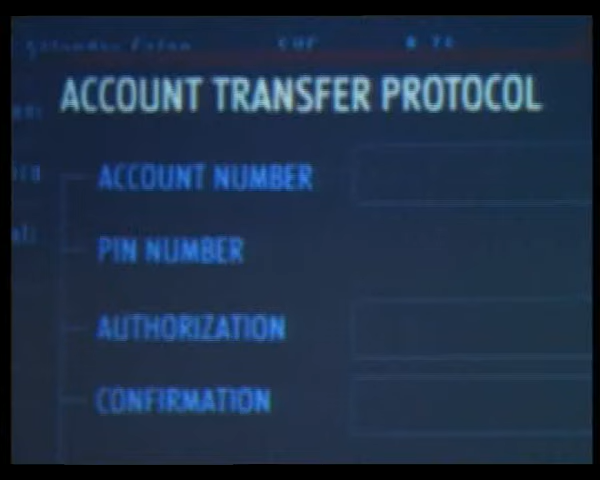 ACCOUNT TRANSFER PROTOCOL
ACCOUNT NUMBER
PIN NUMBER
AUTHORIZATION
CONFIRMATION